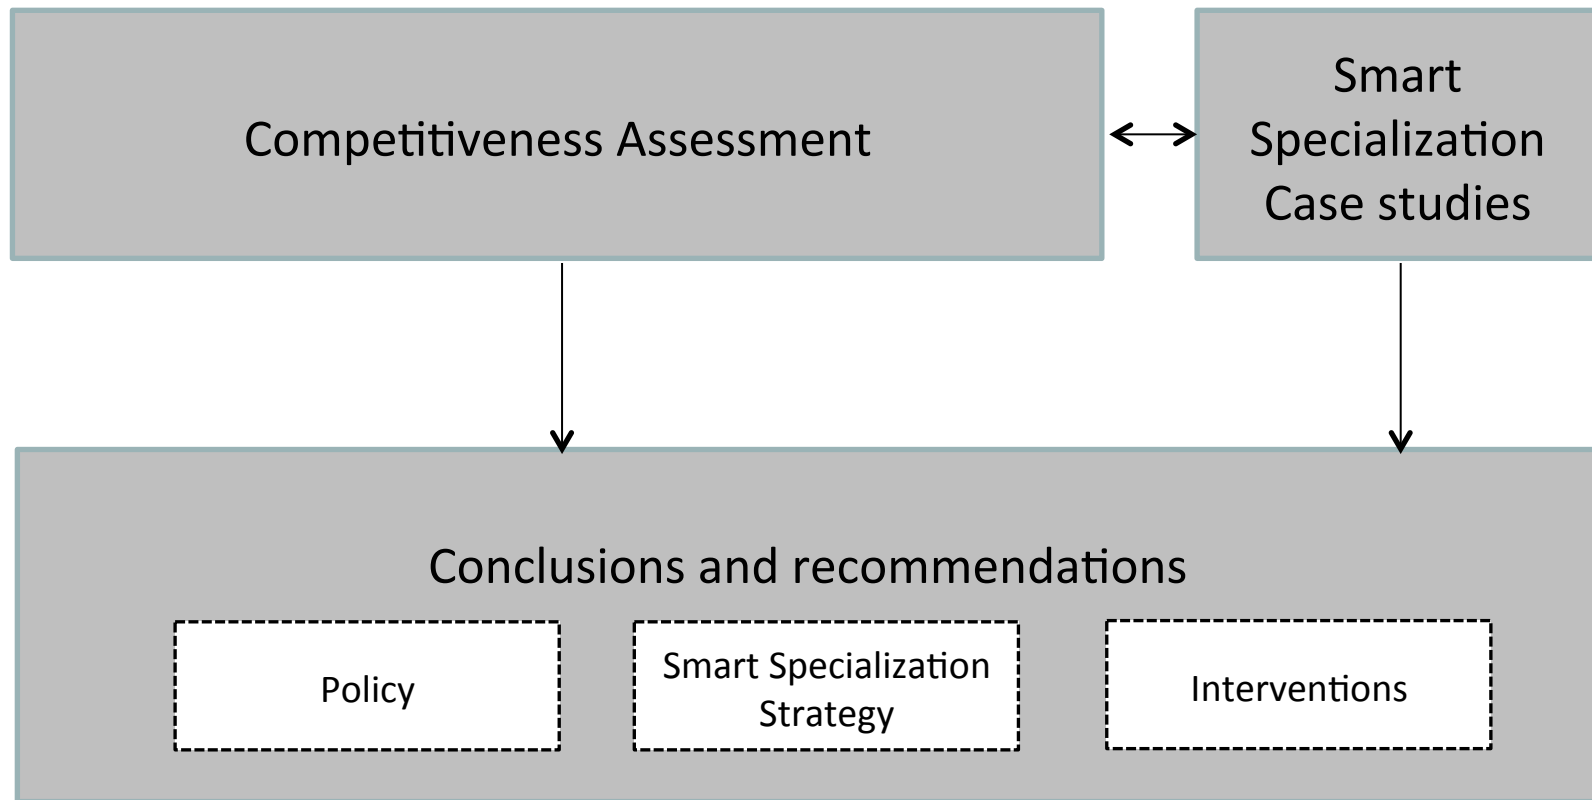 Competitiveness Assessment
Smart
Specialization
Case studies
Conclusions and recommendations
Policy
Smart Specialization
Strategy
Interventions